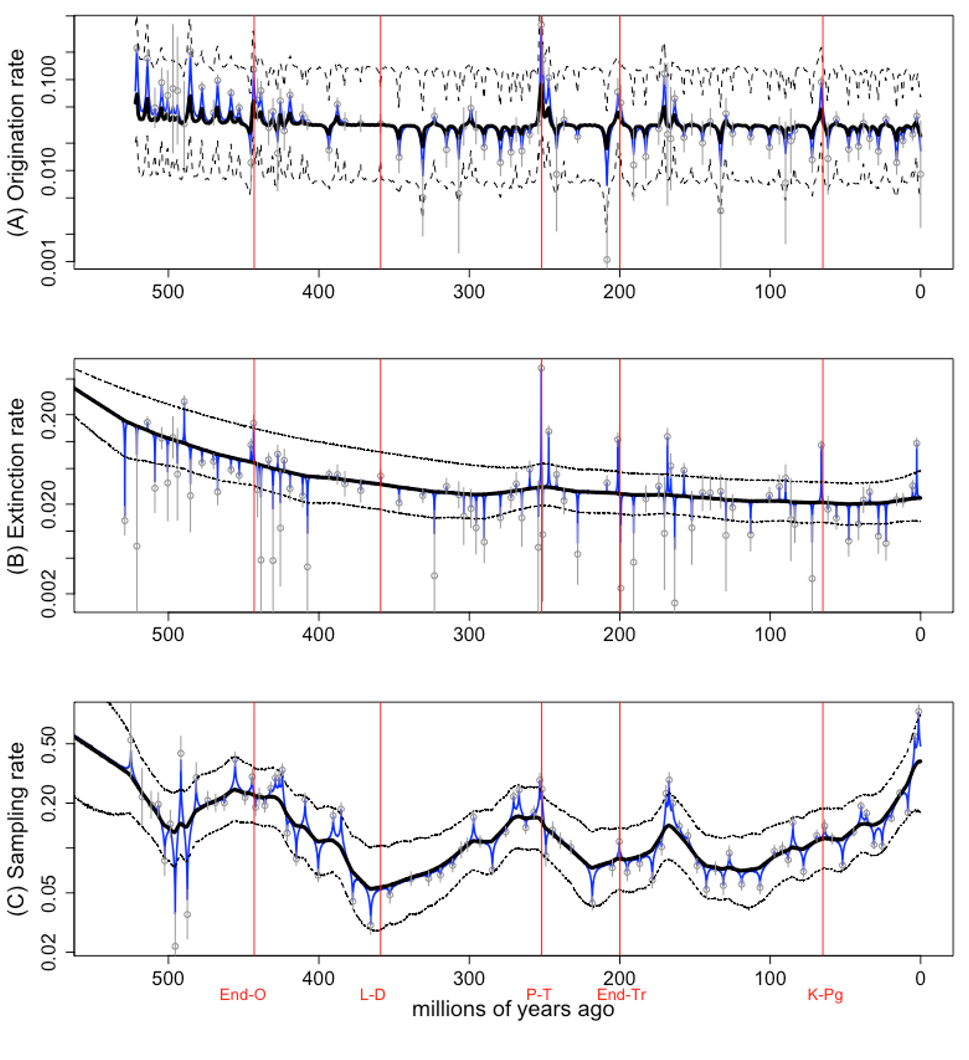 (A) Origination rate
0.100
0.010
0.001
500 400 300 200 100 0
(B) Extinction rate
0.200
0.020
0.002
500 400 300 200 100 0
(C) Sampling rate
0.50
0.20
0.05
0.02
500 400 300 200 100 0
End-O L-D P-T End-Tr K-Pg
millions of years ago